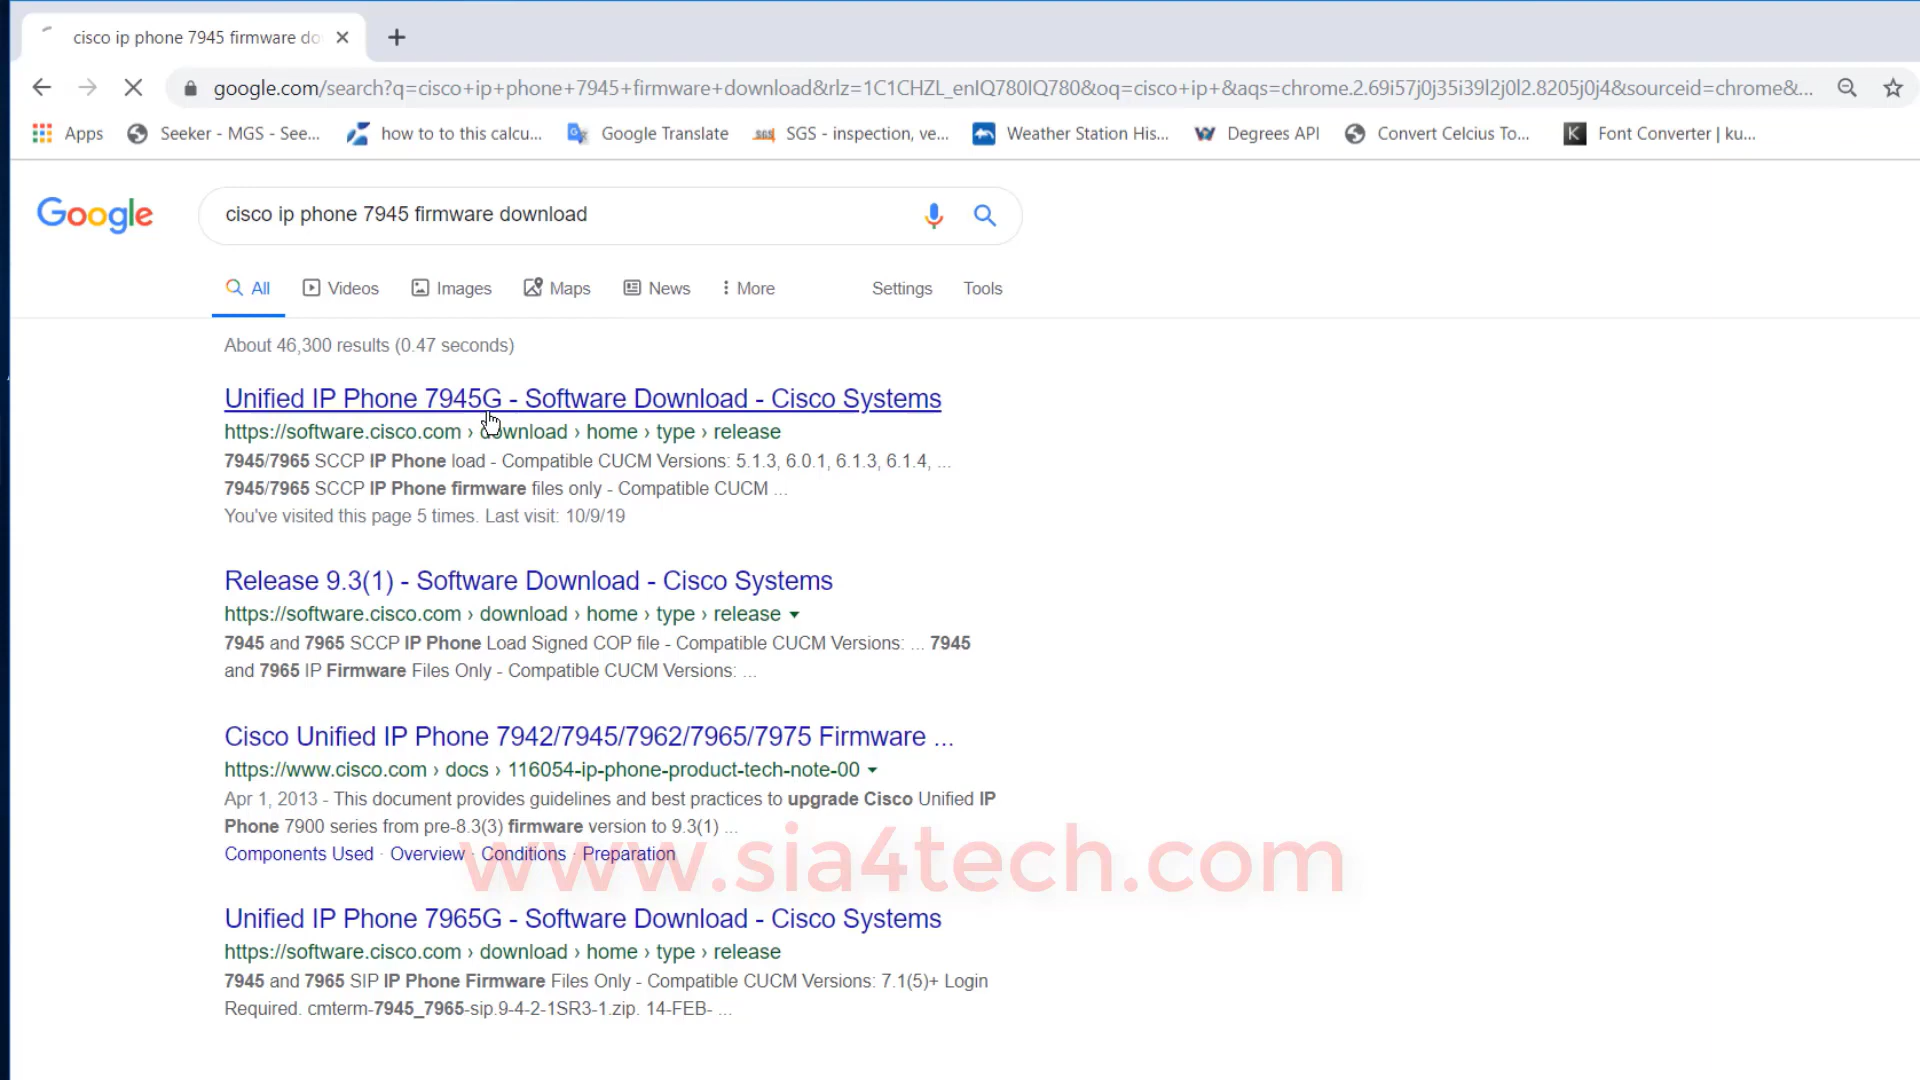 cisco ip phone 7945 firmware do
google.com/search?q=cisco+ip+phone+7945+firmware+download&rlz=1C1CHZL_enIQ780IQ780&oq=cisco+ip+&aqs=chrome.2.69i57j0j35i39l2j0l2.8205j0j4&sourceid=chrome&...
Apps Seeker - MGS - See... how to to this calcu... Google Translate SGS - inspection, ve... Weather Station His... Degrees API Convert Celcius To... Font Converter | ku...
Google cisco ip phone 7945 firmware download
All Videos Images Maps News More Settings Tools
About 46,300 results (0.47 seconds)
Unified IP Phone 7945G - Software Download - Cisco Systems
https://software.cisco.com › download › home › type › release
7945/7965 SCCP IP Phone load - Compatible CUCM Versions: 5.1.3, 6.0.1, 6.1.3, 6.1.4, ...
7945/7965 SCCP IP Phone firmware files only - Compatible CUCM ...
You've visited this page 5 times. Last visit: 10/9/19
Release 9.3(1) - Software Download - Cisco Systems
https://software.cisco.com › download › home › type › release
7945 and 7965 SCCP IP Phone Load Signed COP file - Compatible CUCM Versions: ... 7945
and 7965 IP Firmware Files Only - Compatible CUCM Versions: ...
Cisco Unified IP Phone 7942/7945/7962/7965/7975 Firmware ...
https://www.cisco.com › docs › 116054-ip-phone-product-tech-note-00
Apr 1, 2013 - This document provides guidelines and best practices to upgrade Cisco Unified IP
Phone 7900 series from pre-8.3(3) firmware version to 9.3(1) ...
Components Used · Overview · Conditions · Preparation
www.sia4tech.com
Unified IP Phone 7965G - Software Download - Cisco Systems
https://software.cisco.com › download › home › type › release
7945 and 7965 SIP IP Phone Firmware Files Only - Compatible CUCM Versions: 7.1(5)+ Login
Required. cmterm-7945_7965-sip.9-4-2-1SR3-1.zip. 14-FEB- ...